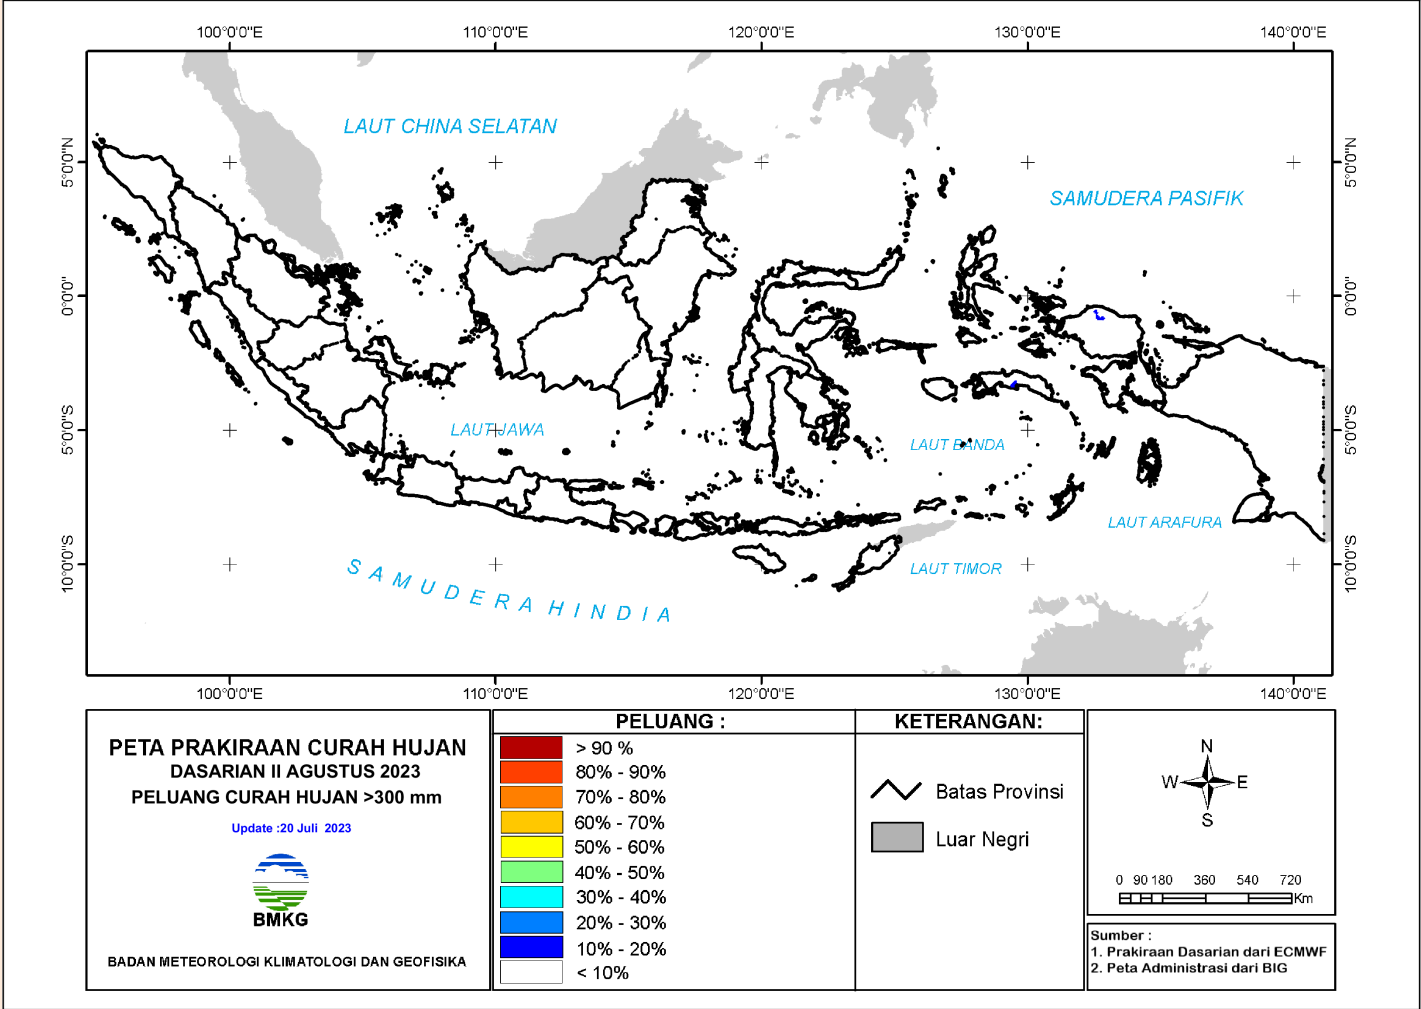 100°0'0"E 110°0'0"E 120°0'0"E 130°0'0"E 140°0'0"E
5°0'0"N 5°0'0"N
0°0'0" 0°0'0"
5°0'0"S 5°0'0"S
10°0'0"S 10°0'0"S
LAUT CHINA SELATAN
SAMUDERA PASIFIK
LAUT JAWA
LAUT BANDA
LAUT ARAFURA
LAUT TIMOR
SAMUDERA HINDIA
100°0'0"E 110°0'0"E 120°0'0"E 130°0'0"E 140°0'0"E
PETA PRAKIRAAN CURAH HUJAN
DASARIAN II AGUSTUS 2023
PELUANG CURAH HUJAN >300 mm
Update :20 Juli 2023
BMKG
BADAN METEOROLOGI KLIMATOLOGI DAN GEOFISIKA
PELUANG :
> 90 %
80% - 90%
70% - 80%
60% - 70%
50% - 60%
40% - 50%
30% - 40%
20% - 30%
10% - 20%
< 10%
KETERANGAN:
Batas Provinsi
Luar Negri
N
W E
S
0 90 180 360 540 720
Km
Sumber :
1. Prakiraan Dasarian dari ECMWF
2. Peta Administrasi dari BIG